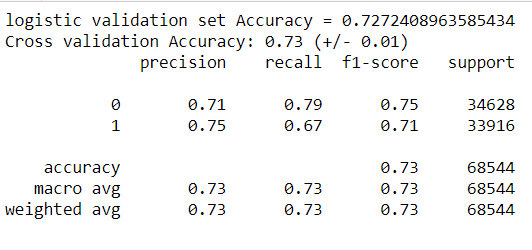 logistic validation set Accuracy = 0.7272408963585434
Cross validation Accuracy: 0.73 (+/- 0.01)
precision recall f1-score support
0 0.71 0.79 0.75 34628
1 0.75 0.67 0.71 33916
accuracy 0.73 68544
macro avg 0.73 0.73 0.73 68544
weighted avg 0.73 0.73 0.73 68544